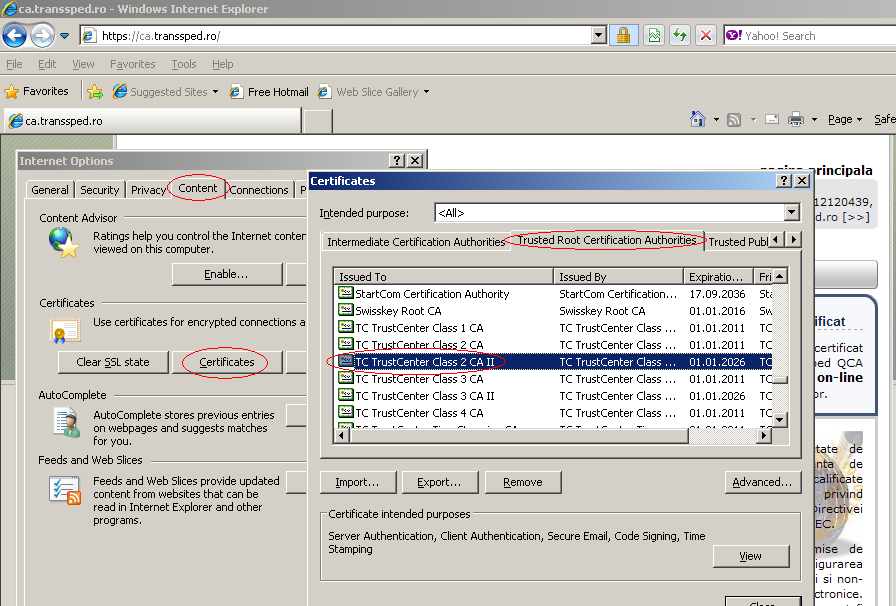 ca.transsped.ro - Windows Internet Explorer
https://ca.transsped.ro/
Yahoo! Search
File Edit View Favorites Tools Help
Favorites Suggested Sites Free Hotmail Web Slice Gallery
ca.transsped.ro
Page Safe
principala
12120439,
d.ro [>>]
Internet Options
General Security Privacy Content Connections P
Content Advisor
Ratings help you control the Internet conten
viewed on this computer.
Enable...
Certificates
Use certificates for encrypted connections a
Clear SSL state Certificates
AutoComplete
AutoComplete stores previous entries
on webpages and suggests matches
for you.
Feeds and Web Slices
Feeds and Web Slices provide updated
content from websites that can be
read in Internet Explorer and other
programs.
Certificates
Intended purpose: <All>
Intermediate Certification Authorities Trusted Root Certification Authorities Trusted Publ
Issued To Issued By Expiratio... Fri
StartCom Certification Authority StartCom Certification... 17.09.2036 Sta
Swisskey Root CA Swisskey Root CA 01.01.2016 Sw
TC TrustCenter Class 1 CA TC TrustCenter Class ... 01.01.2011 TC
TC TrustCenter Class 2 CA TC TrustCenter Class ... 01.01.2011 TC
TC TrustCenter Class 2 CA II TC TrustCenter Class ... 01.01.2026 TC
TC TrustCenter Class 3 CA TC TrustCenter Class ... 01.01.2011 TC
TC TrustCenter Class 3 CA II TC TrustCenter Class ... 01.01.2026 TC
TC TrustCenter Class 4 CA TC TrustCenter Class ... 01.01.2011 TC
Import... Export... Remove Advanced...
Certificate intended purposes
Server Authentication, Client Authentication, Secure Email, Code Signing, Time
Stamping
View
Close
ificat
certificat
ped QCA
on-line
or.
tate de
nta de
calificate
privind
Directivei
EC.
mise de
igurarea
i si non-
ctronice.